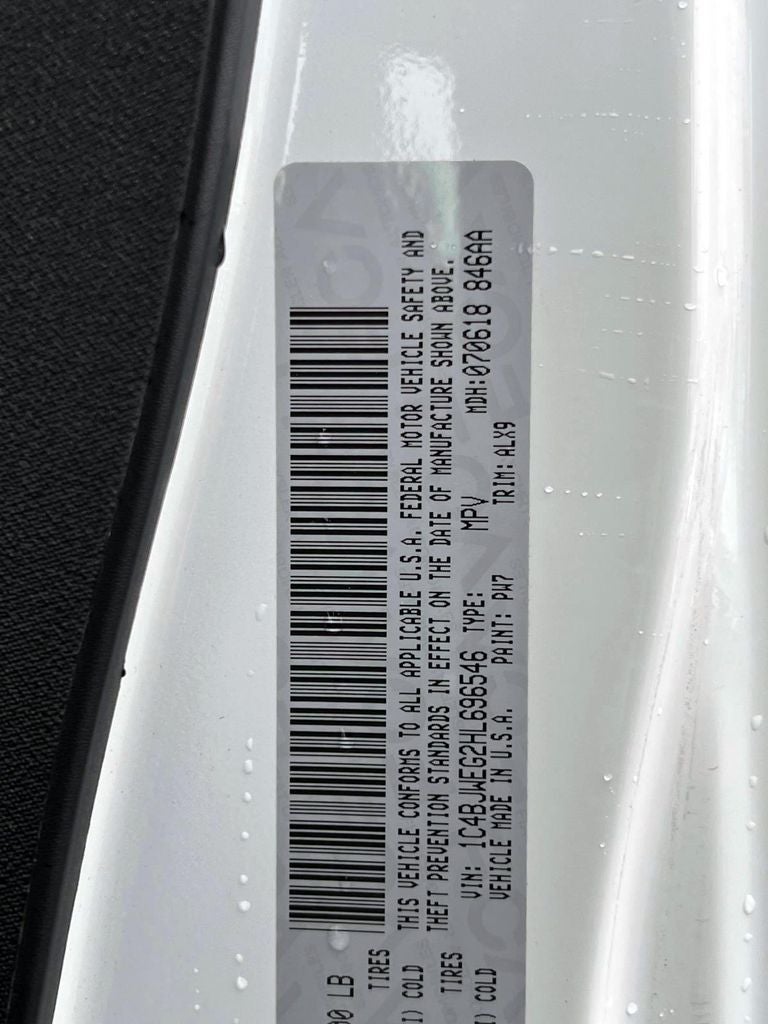 THIS VEHICLE CONFORMS TO ALL APPLICABLE U.S.A. FEDERAL MOTOR VEHICLE SAFETY AND
THEFT PREVENTION STANDARDS IN EFFECT ON THE DATE OF MANUFACTURE SHOWN ABOVE.
VIN: 1C4BJWEG2HL696546 TYPE: MPV MDH:070618 846AA
VEHICLE MADE IN U.S.A. PAINT: PW7 TRIM: ALX9
00 LB
TIRES
I) COLD
TIRES
I) COLD